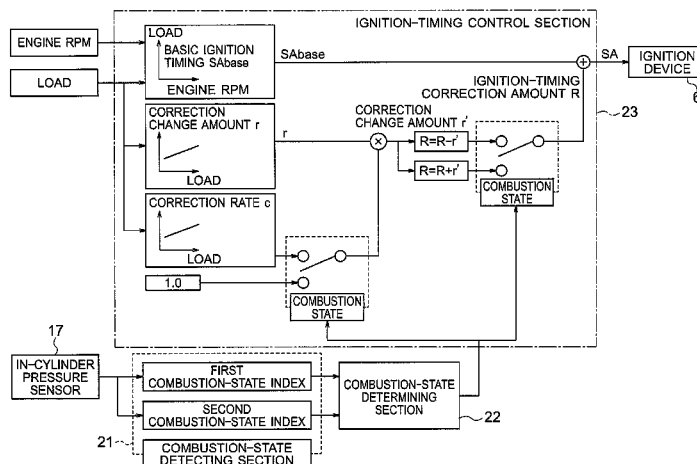 IGNITION-TIMING CONTROL SECTION
ENGINE RPM
LOAD
LOAD
BASIC IGNITION
TIMING SAbase
ENGINE RPM
SAbase
SA
IGNITION
DEVICE
6
IGNITION-TIMING
CORRECTION AMOUNT R
23
CORRECTION
CHANGE AMOUNT r
LOAD
r
CORRECTION
CHANGE AMOUNT r'
R=R-r'
R=R+r'
COMBUSTION
STATE
CORRECTION RATE c
LOAD
1.0
COMBUSTION
STATE
17
IN-CYLINDER
PRESSURE
SENSOR
FIRST
COMBUSTION-STATE INDEX
SECOND
COMBUSTION-STATE INDEX
21
COMBUSTION-STATE
DETECTING SECTION
COMBUSTION-STATE
DETERMINING
SECTION
22